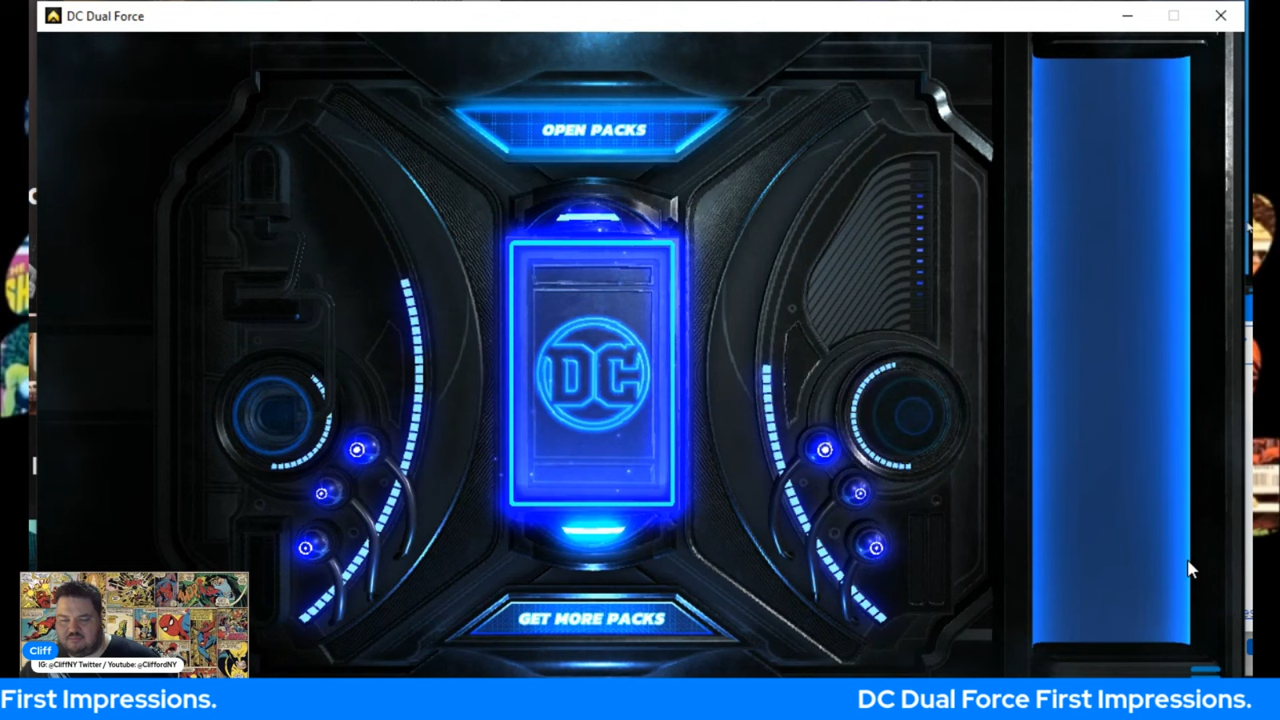 DC Dual Force
OPEN PACKS
DC
GET MORE PACKS
Cliff
IG: @CliffNY Twitter / Youtube: @CliffordNY
First Impressions.
DC Dual Force First Impressions.